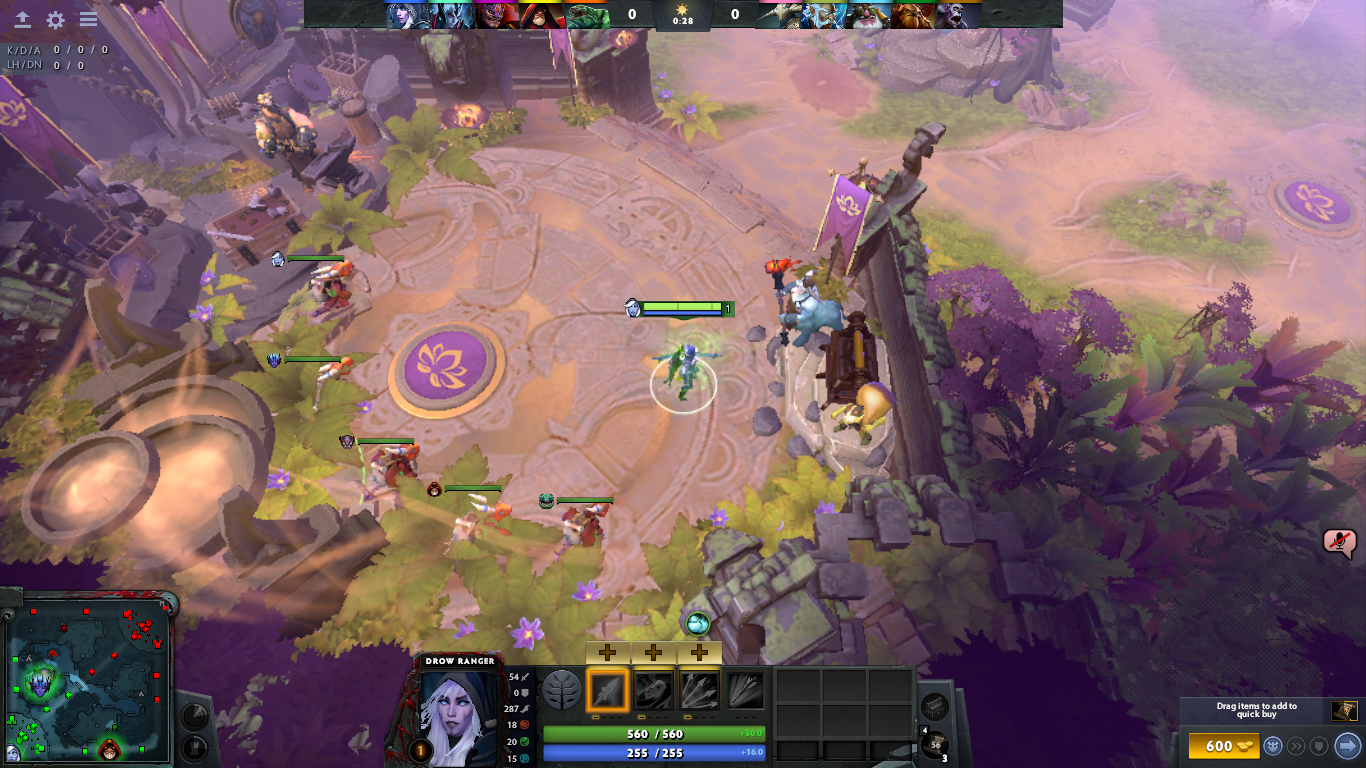 0
0:28
0
K/D/A 0 / 0 / 0
LH/DN 0 / 0
1
DROW RANGER
54
0
287
18
20
15
1
560 / 560
+30.0
255 / 255
+16.0
4
56
3
Drag items to add to
quick buy
600